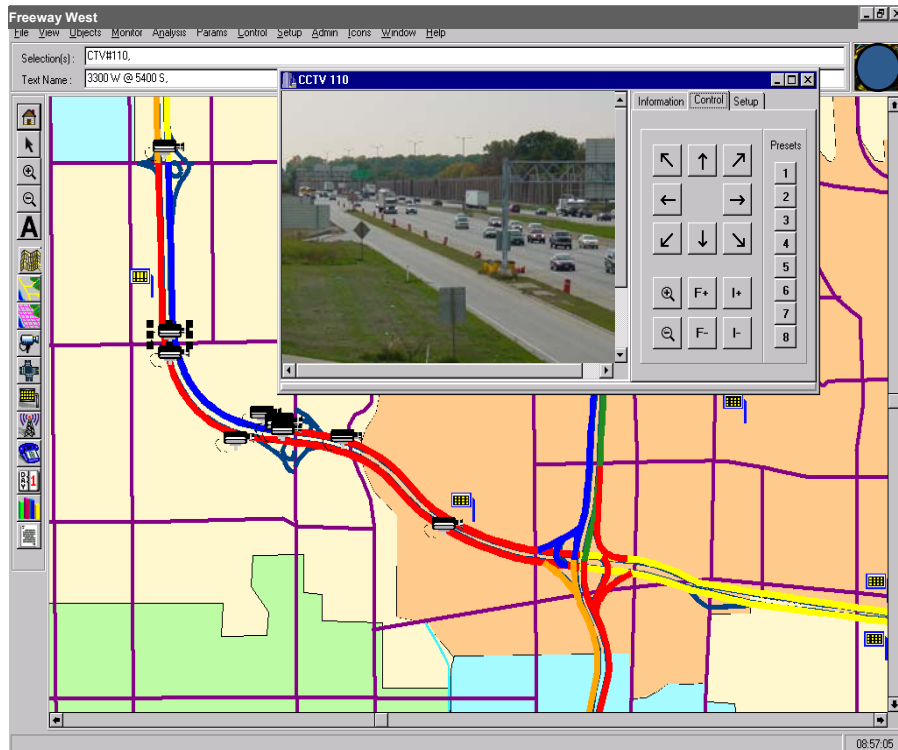 Freeway West
File View Objects Monitor Analysis Params Control Setup Admin Icons Window Help
Selection(s) : CTV#110,
Text Name : 3300 W @ 5400 S,
CCTV 110
Information Control Setup
Presets
1
2
3
4
5
6
7
8
F+ I+
F- I-
A
DAY 1
08:57:05